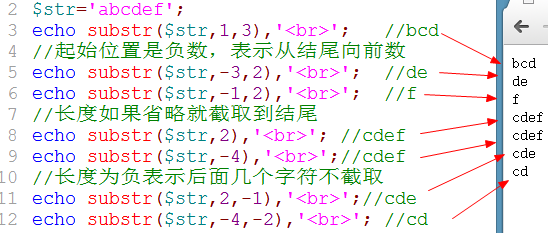 2 $str='abcdef';
3 echo substr($str,1,3),'<br>'; //bcd
4 //起始位置是负数，表示从结尾向前数
5 echo substr($str,-3,2),'<br>'; //de
6 echo substr($str,-1,2),'<br>'; //f
7 //长度如果省略就截取到结尾
8 echo substr($str,2),'<br>'; //cdef
9 echo substr($str,-4),'<br>';//cdef
10 //长度为负表示后面几个字符不截取
11 echo substr($str,2,-1),'<br>';//cde
12 echo substr($str,-4,-2),'<br>'; //cd
bcd
de
f
cdef
cdef
cde
cd